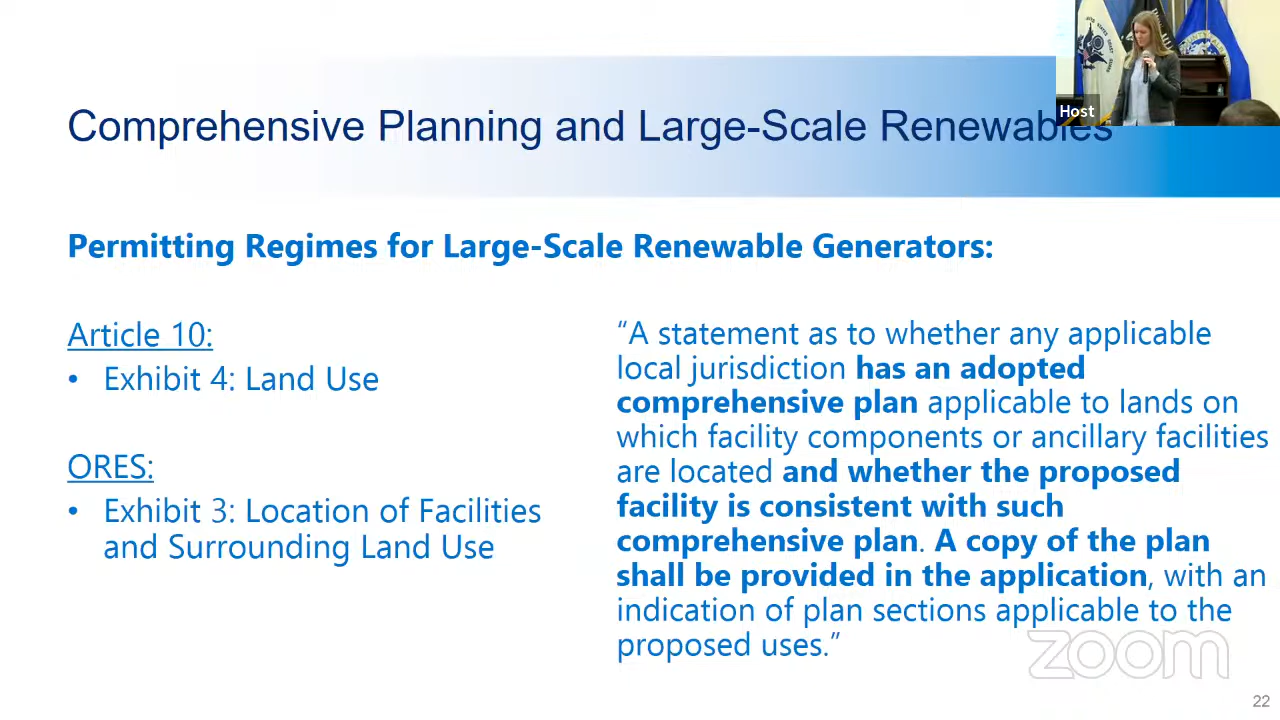 Host
Comprehensive Planning and Large-Scale Renewables
Permitting Regimes for Large-Scale Renewable Generators:
Article 10:
• Exhibit 4: Land Use
ORES:
• Exhibit 3: Location of Facilities
and Surrounding Land Use
“A statement as to whether any applicable
local jurisdiction has an adopted
comprehensive plan applicable to lands on
which facility components or ancillary facilities
are located and whether the proposed
facility is consistent with such
comprehensive plan. A copy of the plan
shall be provided in the application, with an
indication of plan sections applicable to the
proposed uses.”
zoom
22